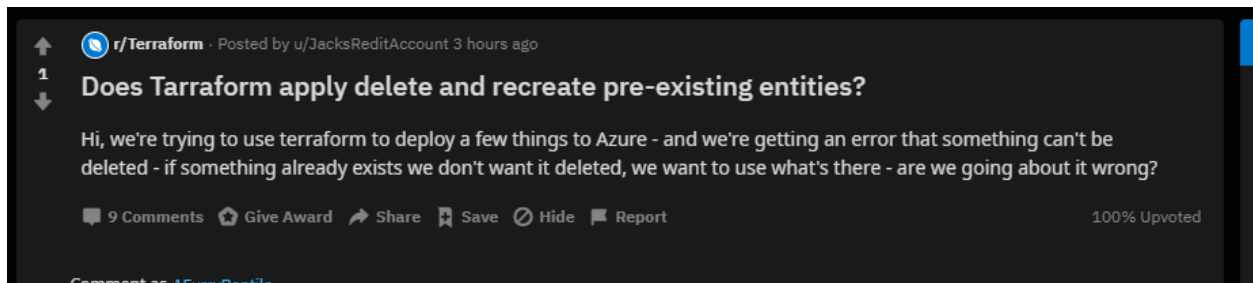 r/Terraform · Posted by u/JacksReditAccount 3 hours ago
1
Does Tarraform apply delete and recreate pre-existing entities?
Hi, we're trying to use terraform to deploy a few things to Azure - and we're getting an error that something can't be
deleted - if something already exists we don't want it deleted, we want to use what's there - are we going about it wrong?
9 Comments Give Award Share Save Hide Report 100% Upvoted
Comment as